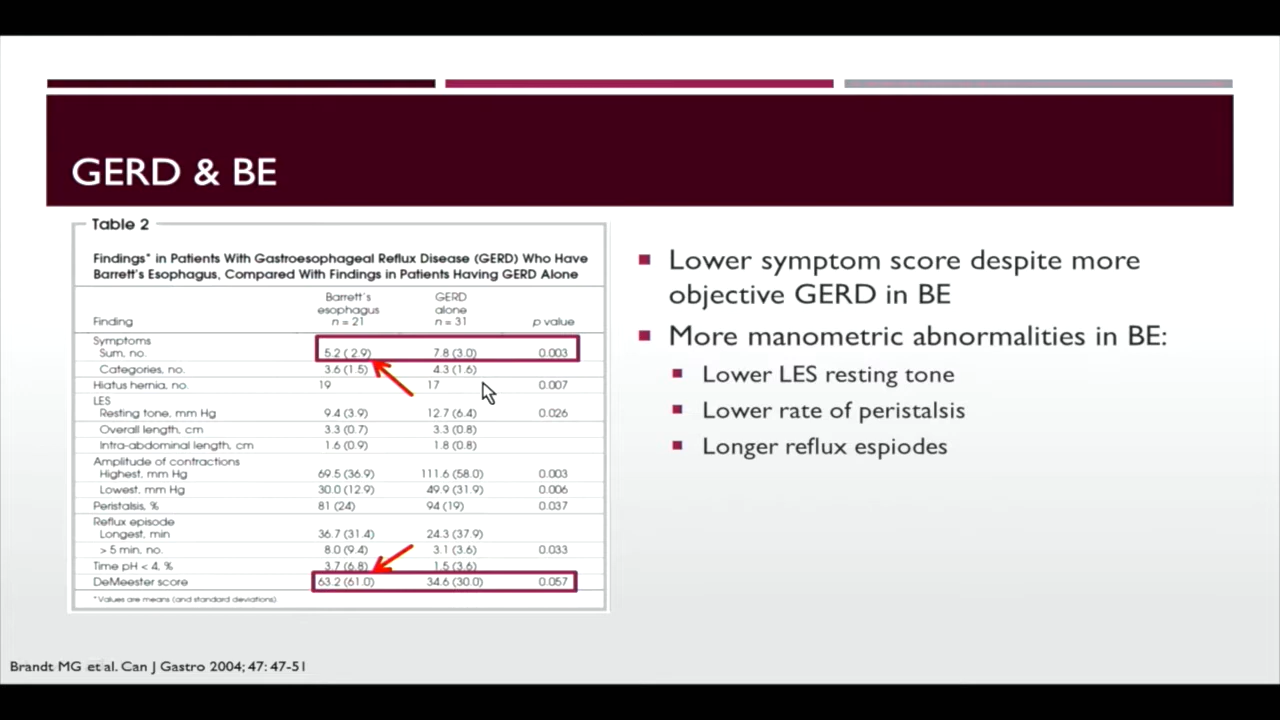 GERD & BE
Table 2
Findings* in Patients With Gastroesophageal Reflux Disease (GERD) Who Have
Barrett's Esophagus, Compared With Findings in Patients Having GERD Alone
Barrett's GERD
esophagus alone
Finding n = 21 n = 31 p value
Symptoms
Sum, no. 5.2 ( 2.9) 7.8 (3.0) 0.003
Categories, no. 3.6 (1.5) 4.3 (1.6)
Hiatus hernia, no. 19 17 0.007
LES
Resting tone, mm Hg 9.4 (3.9) 12.7 (6.4) 0.026
Overall length, cm 3.3 (0.7) 3.3 (0.8)
Intra-abdominal length, cm 1.6 (0.9) 1.8 (0.8)
Amplitude of contractions
Highest, mm Hg 69.5 (36.9) 111.6 (58.0) 0.003
Lowest, mm Hg 30.0 (12.9) 49.9 (31.9) 0.006
Peristalsis, % 81 (24) 94 (19) 0.037
Reflux episode
Longest, min 36.7 (31.4) 24.3 (37.9)
> 5 min, no. 8.0 (9.4) 3.1 (3.6) 0.033
Time pH < 4, % 3.7 (6.8) 1.5 (3.6)
DeMeester score 63.2 (61.0) 34.6 (30.0) 0.057
*Values are means (and standard deviations)
Lower symptom score despite more
objective GERD in BE
More manometric abnormalities in BE:
Lower LES resting tone
Lower rate of peristalsis
Longer reflux espiodes
Brandt MG et al. Can J Gastro 2004; 47: 47-51